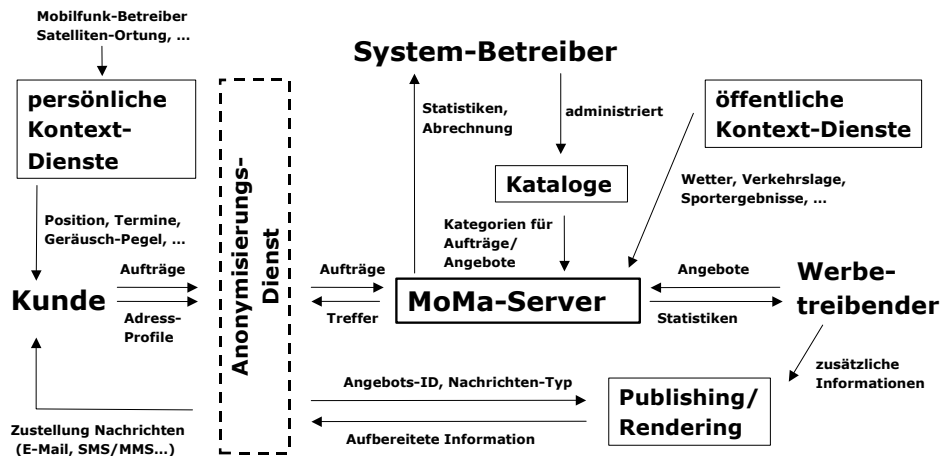 Mobilfunk-Betreiber
Satelliten-Ortung, ...
persönliche
Kontext-
Dienste
Position, Termine,
Geräusch-Pegel, ...
Kunde
Aufträge
Adress-
Profile
Zustellung Nachrichten
(E-Mail, SMS/MMS...)
Anonymisierungs-
Dienst
System-Betreiber
Statistiken,
Abrechnung
administriert
Kataloge
Kategorien für
Aufträge/
Angebote
Aufträge
Treffer
MoMa-Server
öffentliche
Kontext-Dienste
Wetter, Verkehrslage,
Sportergebnisse, ...
Angebote
Statistiken
Werbe-
treibender
zusätzliche
Informationen
Angebots-ID, Nachrichten-Typ
Aufbereitete Information
Publishing/
Rendering